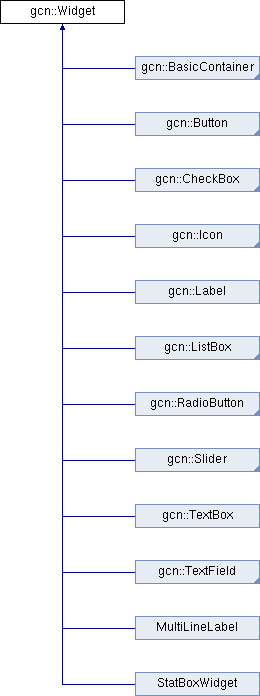 gcn::Widget
gcn::BasicContainer
gcn::Button
gcn::CheckBox
gcn::Icon
gcn::Label
gcn::ListBox
gcn::RadioButton
gcn::Slider
gcn::TextBox
gcn::TextField
MultiLineLabel
StatBoxWidget